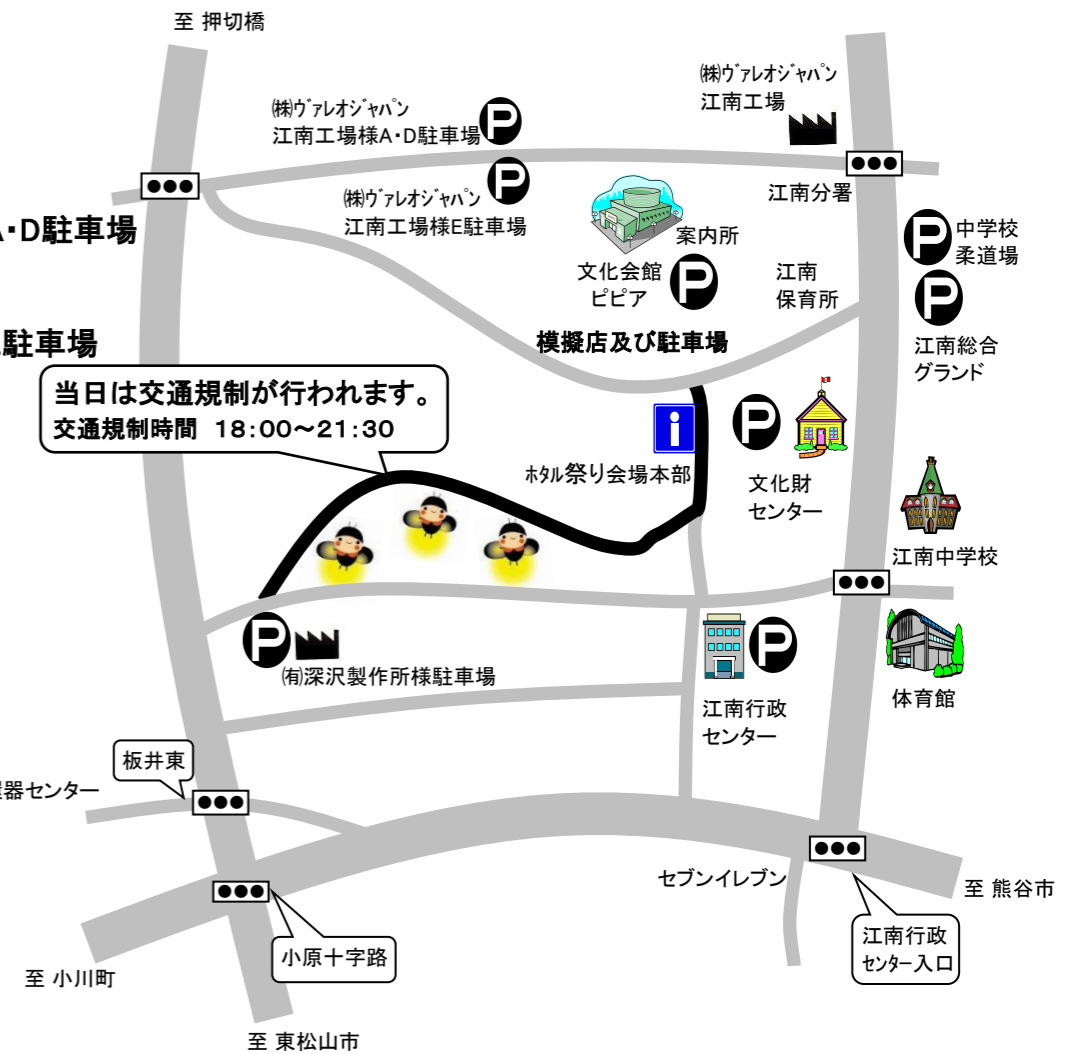 至 押切橋
㈱ヴァレオジャパン
江南工場
㈱ヴァレオジャパン
江南工場様A・D駐車場
P
㈱ヴァレオジャパン
江南工場様E駐車場
P
江南分署
A・D駐車場
案内所
文化会館
ピピア
P
江南
保育所
P
中学校
柔道場
P
江南総合
グランド
駐車場
模擬店及び駐車場
当日は交通規制が行われます。
交通規制時間 18:00~21:30
i
ホタル祭り会場本部
P
文化財
センター
江南中学校
P
㈲深沢製作所様駐車場
P
江南行政
センター
体育館
板井東
器センター
セブンイレブン
至 熊谷市
小原十字路
江南行政
センター入口
至 小川町
至 東松山市